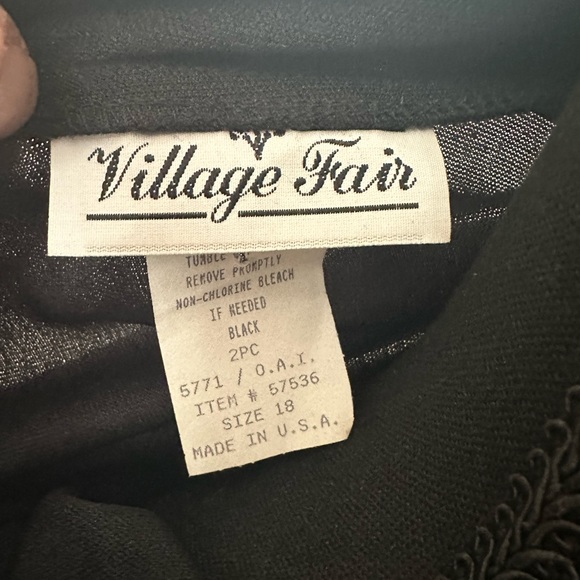 Village Fair
TUMBLE
REMOVE PROMPTLY
NON-CHLORINE BLEACH
IF NEEDED
BLACK
2PC
5771 / O.A.Y.
ITEM # 57536
SIZE 18
MADE IN U.S.A.